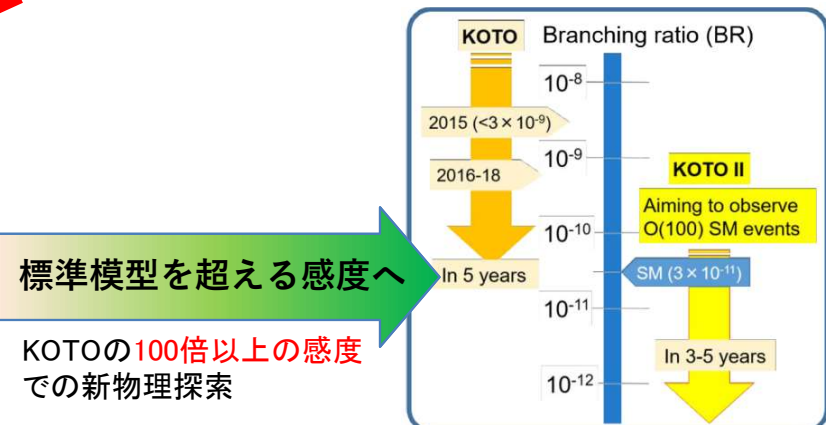 標準模型を超える感度へ
KOTOの100倍以上の感度
での新物理探索
KOTO
Branching ratio (BR)
10⁻⁸
2015 (<3×10⁻⁹)
10⁻⁹
2016-18
KOTO II
Aiming to observe
O(100) SM events
10⁻¹⁰
In 5 years
SM (3×10⁻¹¹)
10⁻¹¹
In 3-5 years
10⁻¹²